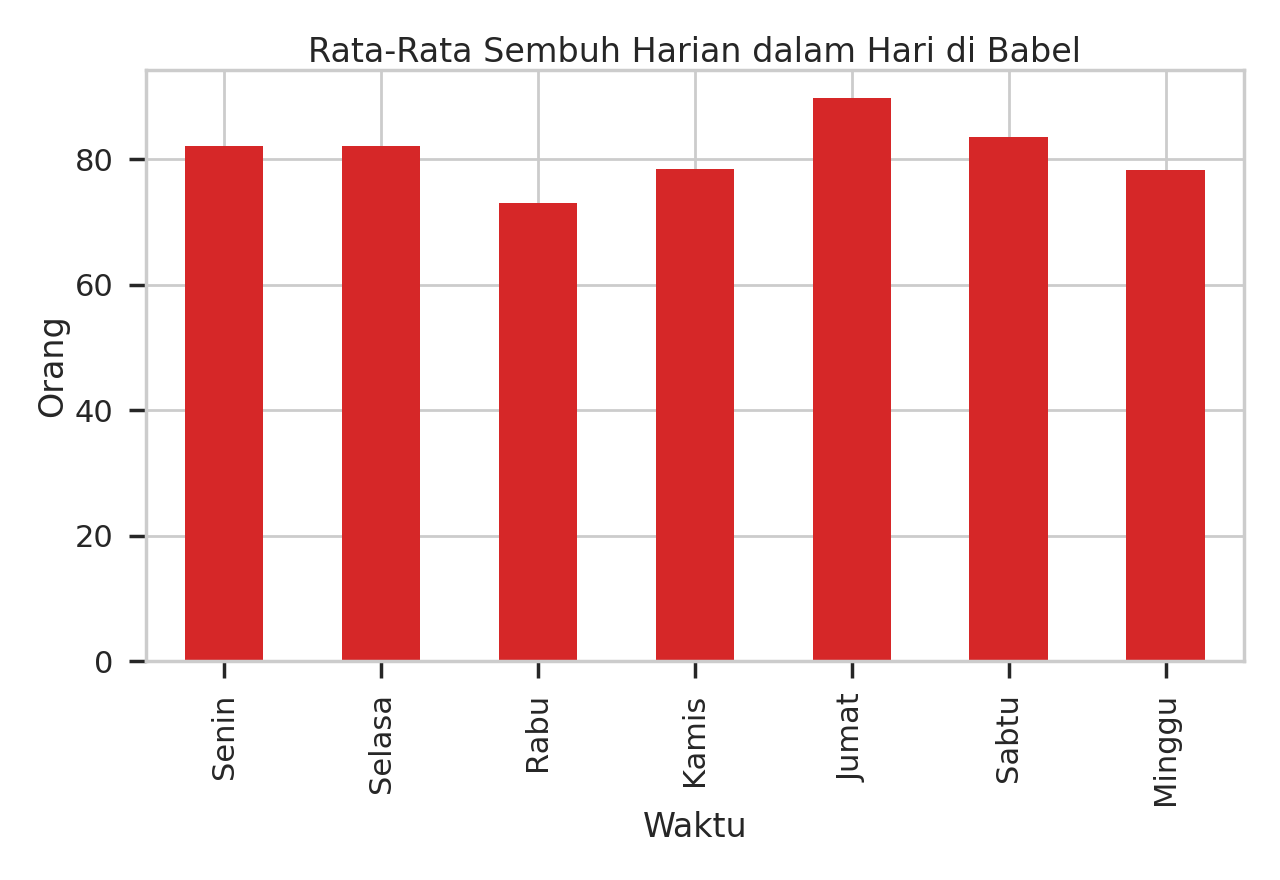 Rata-Rata Sembuh Harian dalam Hari di Babel
Orang
80
60
40
20
0
Senin
Selasa
Rabu
Kamis
Jumat
Sabtu
Minggu
Waktu